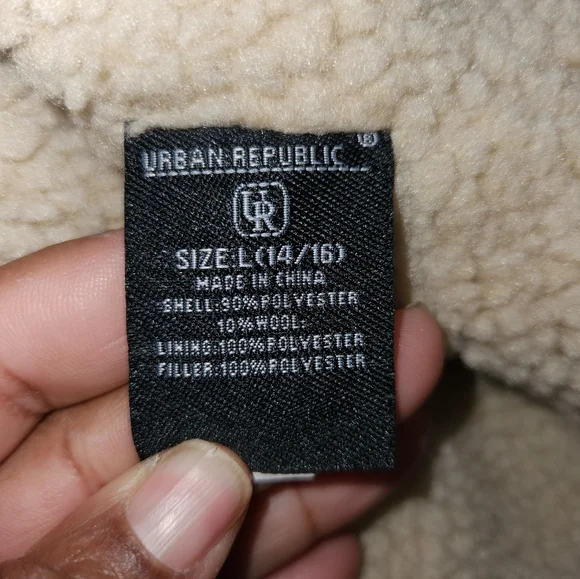 URBAN REPUBLIC ®
UR
SIZE:L(14/16)
MADE IN CHINA
SHELL:90%POLYESTER
10%WOOL:
LINING:100%POLYESTER
FILLER:100%POLYESTER